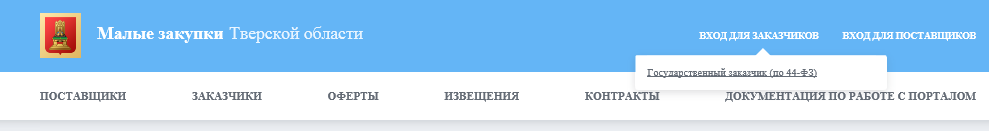 Малые закупки Тверской области
ВХОД ДЛЯ ЗАКАЗЧИКОВ
ВХОД ДЛЯ ПОСТАВЩИКОВ
Государственный заказчик (по 44-ФЗ)
ПОСТАВЩИКИ
ЗАКАЗЧИКИ
ОФЕРТЫ
ИЗВЕЩЕНИЯ
КОНТРАКТЫ
ДОКУМЕНТАЦИЯ ПО РАБОТЕ С ПОРТАЛОМ